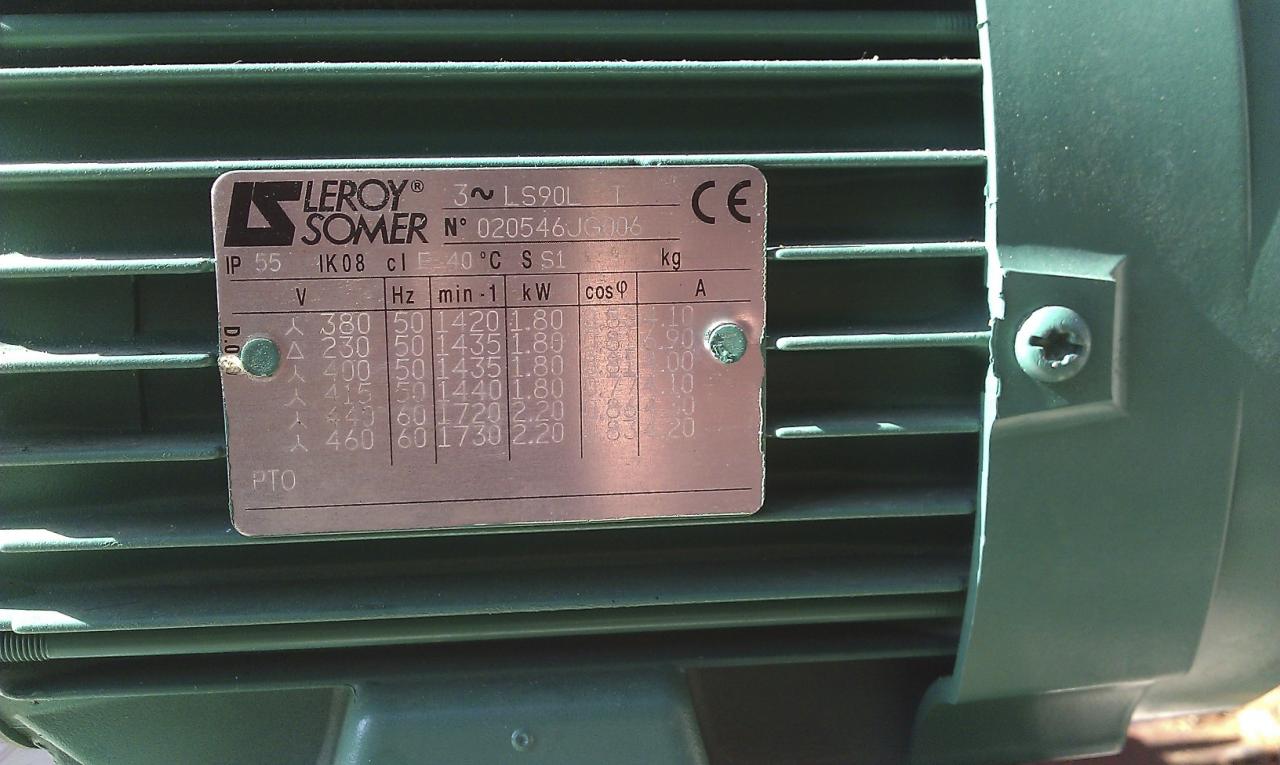 LEROY®
SOMER
3~ LS90L T
N° 020546JG006
CE
IP 55 IK08 cl 40°C S S1 kg
V Hz min-1 kW cosφ A
380 50 1420 1.80
Δ 230 50 1435 1.80
400 50 1435 1.80
415 50 1440 1.80
60 1720 2.20
460 60 1730 2.20
PTO